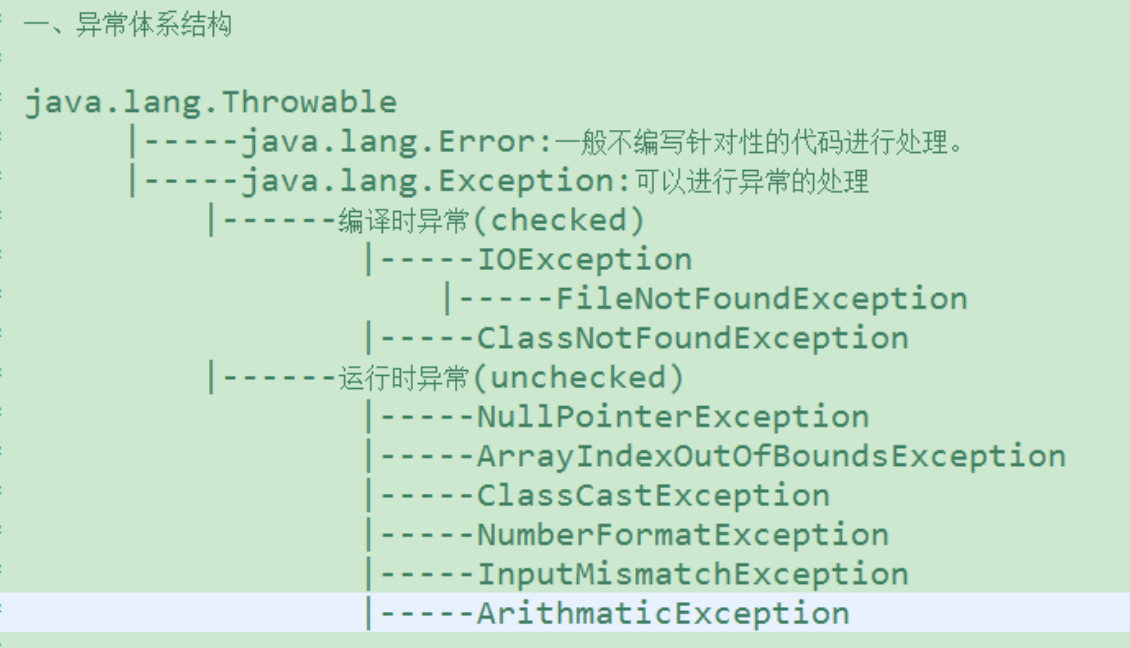 一、异常体系结构
java.lang.Throwable
|-----java.lang.Error:一般不编写针对性的代码进行处理。
|-----java.lang.Exception:可以进行异常的处理
|------编译时异常(checked)
|-----IOException
|-----FileNotFoundException
|-----ClassNotFoundException
|------运行时异常(unchecked)
|-----NullPointerException
|-----ArrayIndexOutOfBoundsException
|-----ClassCastException
|-----NumberFormatException
|-----InputMismatchException
|-----ArithmaticException